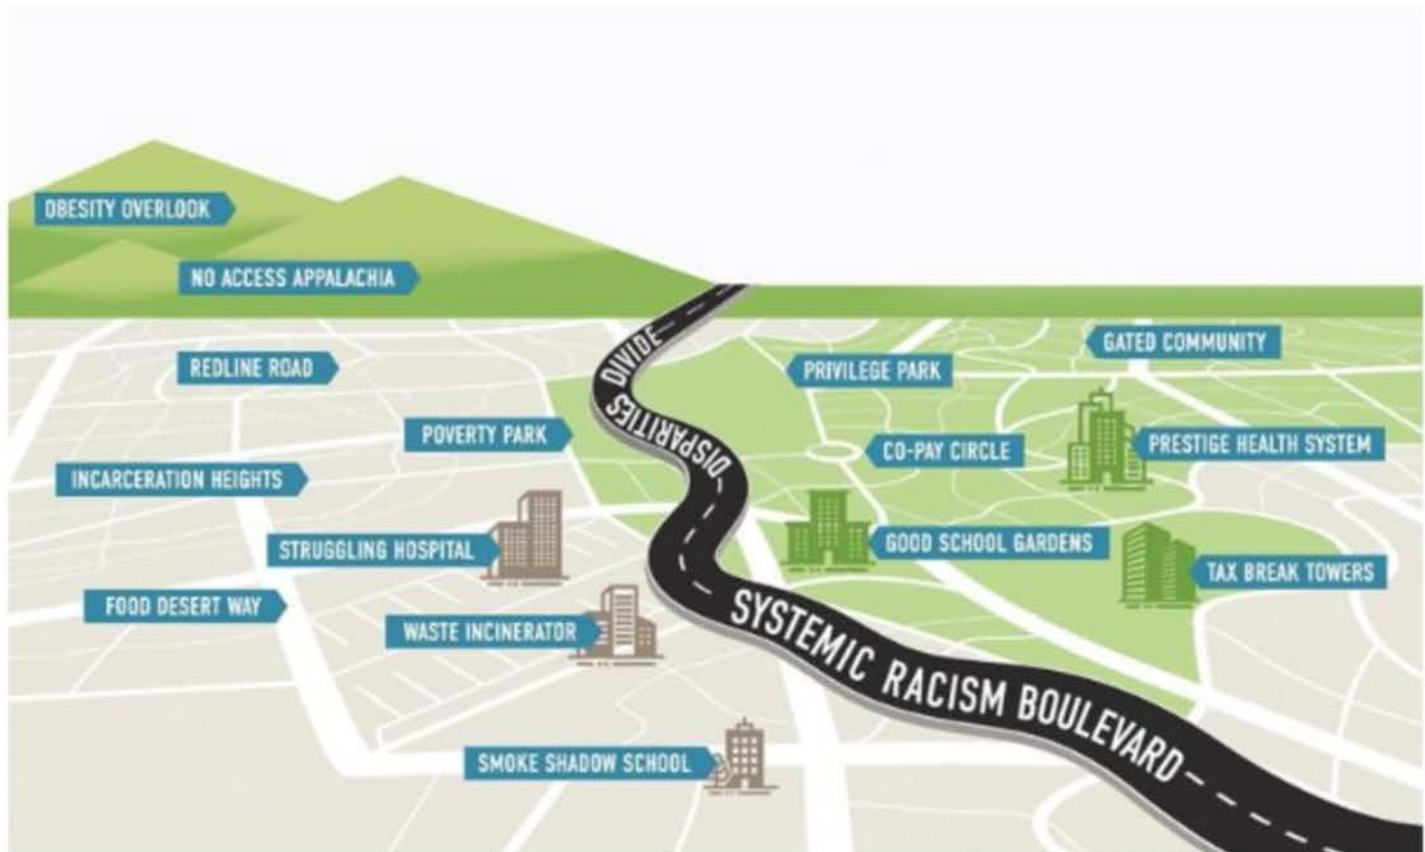 OBESITY OVERLOOK
NO ACCESS APPALACHIA
REDLINE ROAD
POVERTY PARK
INCARCERATION HEIGHTS
STRUGGLING HOSPITAL
FOOD DESERT WAY
WASTE INCINERATOR
SMOKE SHADOW SCHOOL
DISPARITIES DIVIDE
SYSTEMIC RACISM BOULEVARD
GATED COMMUNITY
PRIVILEGE PARK
CO-PAY CIRCLE
PRESTIGE HEALTH SYSTEM
GOOD SCHOOL GARDENS
TAX BREAK TOWERS